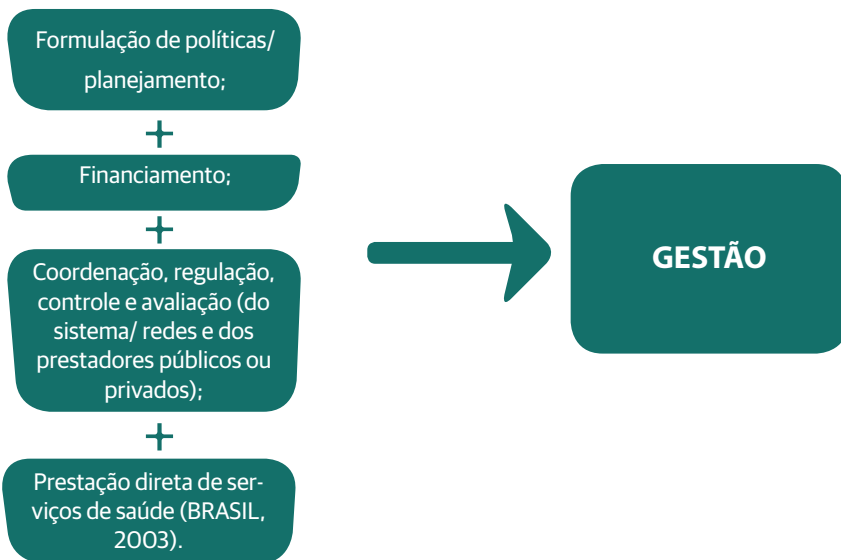 Formulação de políticas/
planejamento;
Financiamento;
Coordenação, regulação,
controle e avaliação (do
sistema/ redes e dos
prestadores públicos ou
privados);
Prestação direta de ser-
viços de saúde (BRASIL,
2003).
GESTÃO